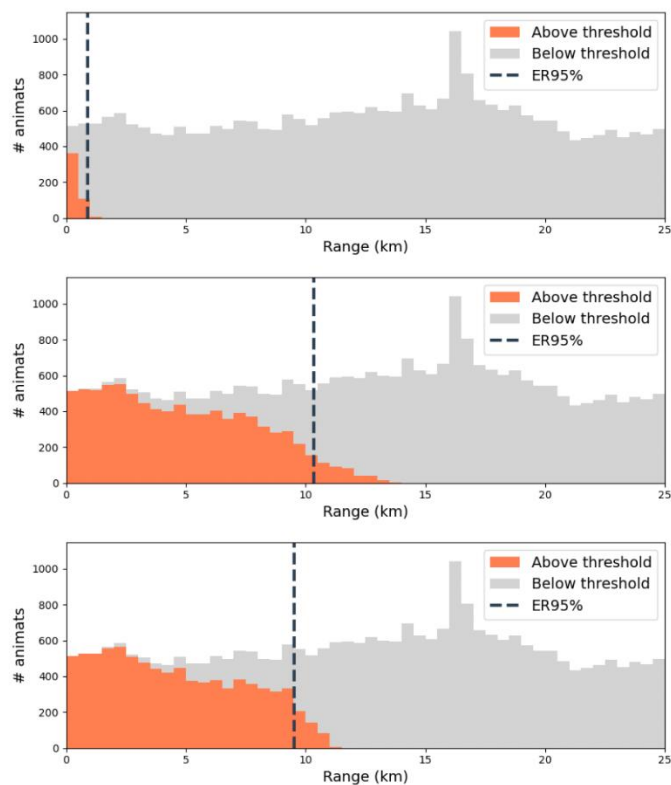 1000
800
600
400
200
0
# animats
Above threshold
Below threshold
ER95%
0 5 10 15 20 25
Range (km)
1000
800
600
400
200
0
# animats
Above threshold
Below threshold
ER95%
0 5 10 15 20 25
Range (km)
1000
800
600
400
200
0
# animats
Above threshold
Below threshold
ER95%
0 5 10 15 20 25
Range (km)